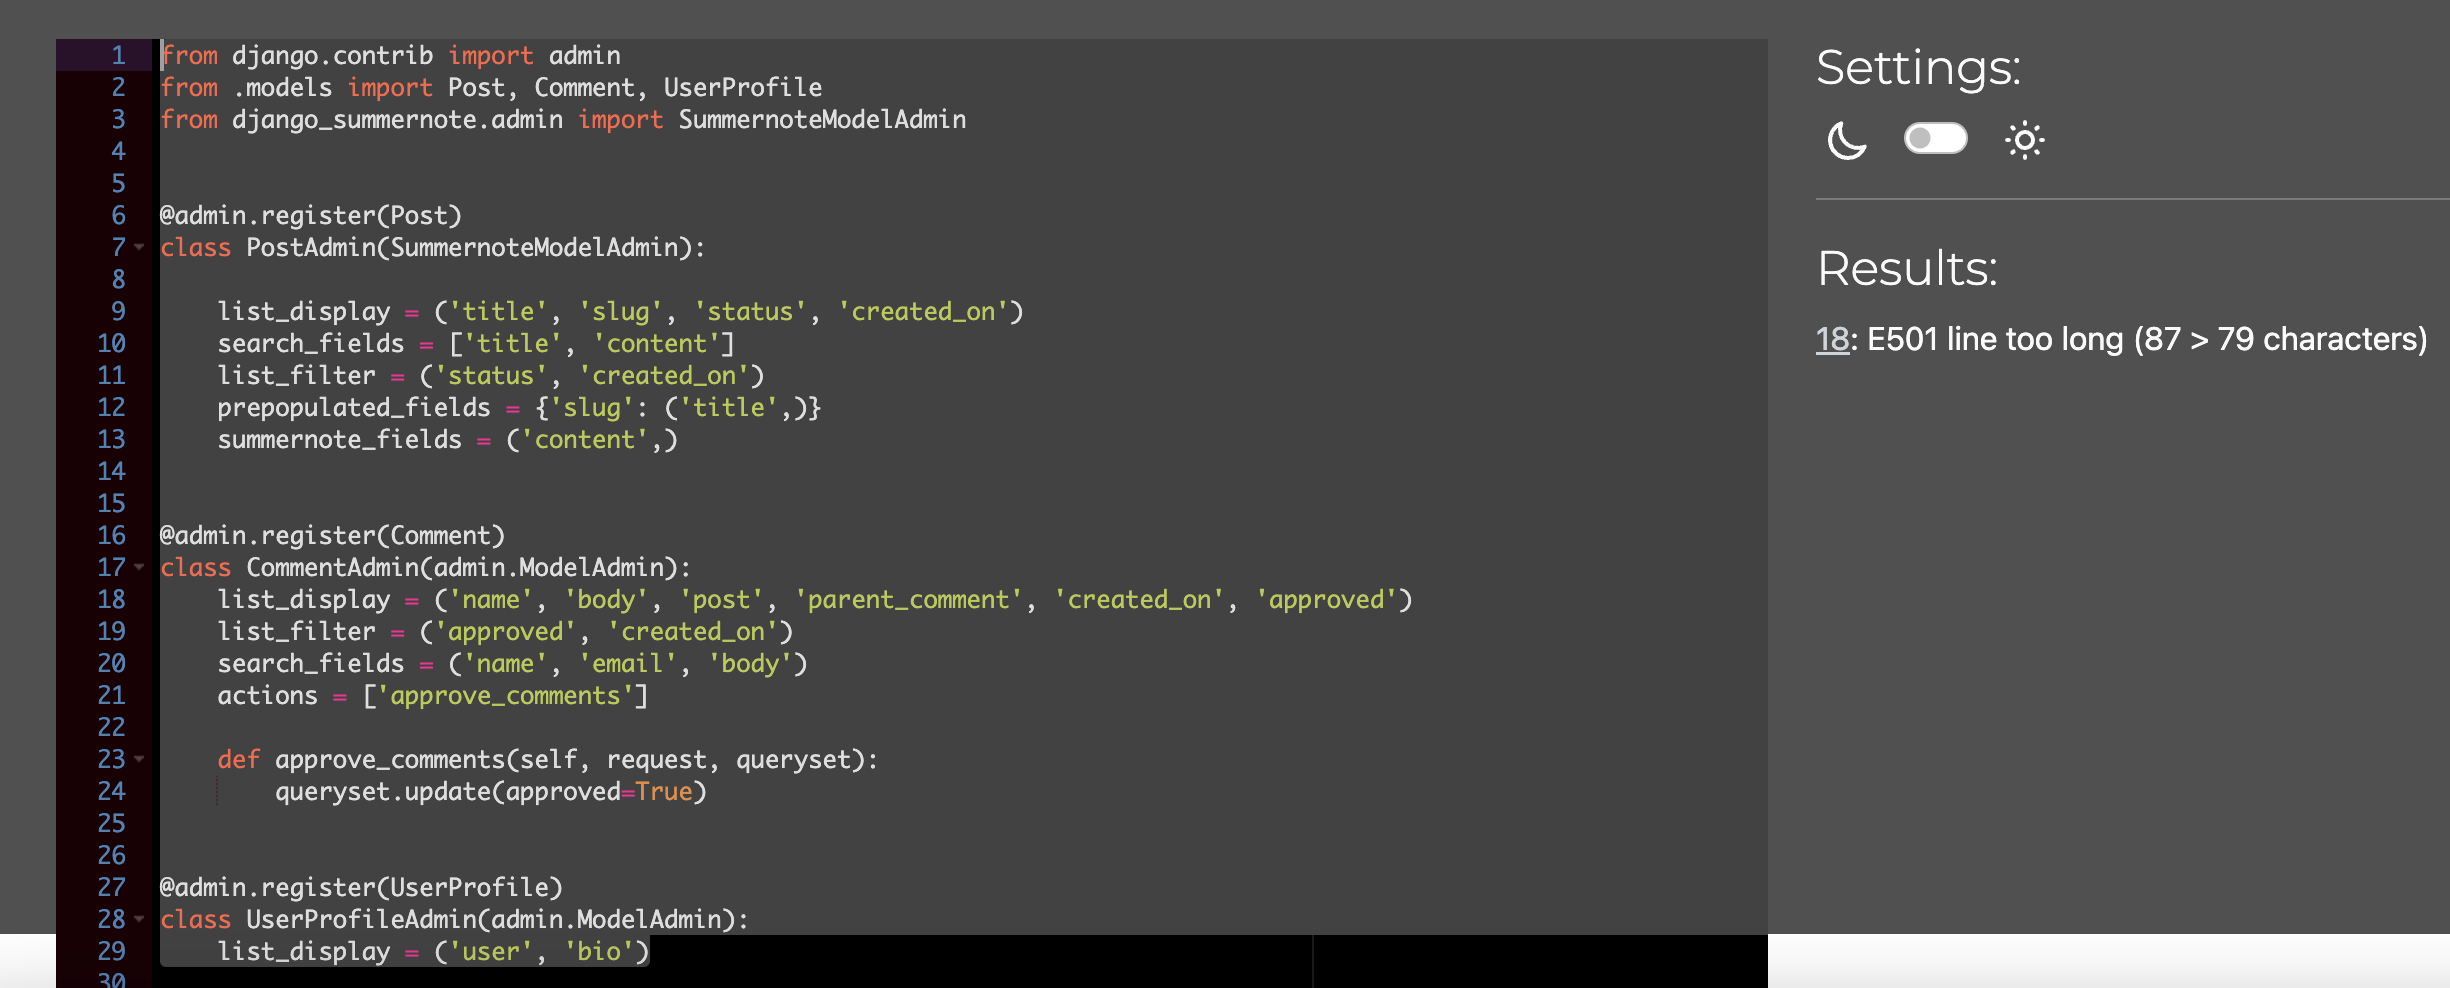 1 from django.contrib import admin
2 from .models import Post, Comment, UserProfile
3 from django_summernote.admin import SummernoteModelAdmin
4
5
6 @admin.register(Post)
7 class PostAdmin(SummernoteModelAdmin):
8
9     list_display = ('title', 'slug', 'status', 'created_on')
10     search_fields = ['title', 'content']
11     list_filter = ('status', 'created_on')
12     prepopulated_fields = {'slug': ('title',)}
13     summernote_fields = ('content',)
14
15
16 @admin.register(Comment)
17 class CommentAdmin(admin.ModelAdmin):
18     list_display = ('name', 'body', 'post', 'parent_comment', 'created_on', 'approved')
19     list_filter = ('approved', 'created_on')
20     search_fields = ('name', 'email', 'body')
21     actions = ['approve_comments']
22
23     def approve_comments(self, request, queryset):
24         queryset.update(approved=True)
25
26
27 @admin.register(UserProfile)
28 class UserProfileAdmin(admin.ModelAdmin):
29     list_display = ('user', 'bio')
30
Settings:
Results:
18: E501 line too long (87 > 79 characters)